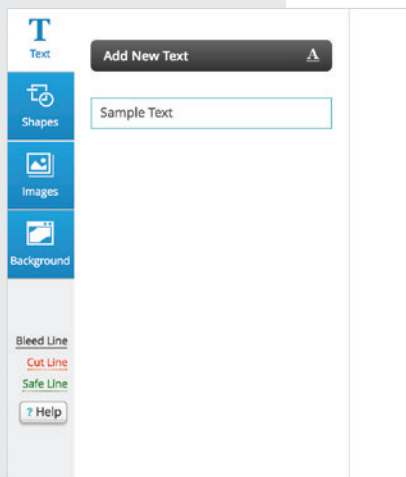 T
Text
Add New Text A
Shapes
Sample Text
Images
Background
Bleed Line
Cut Line
Safe Line
? Help